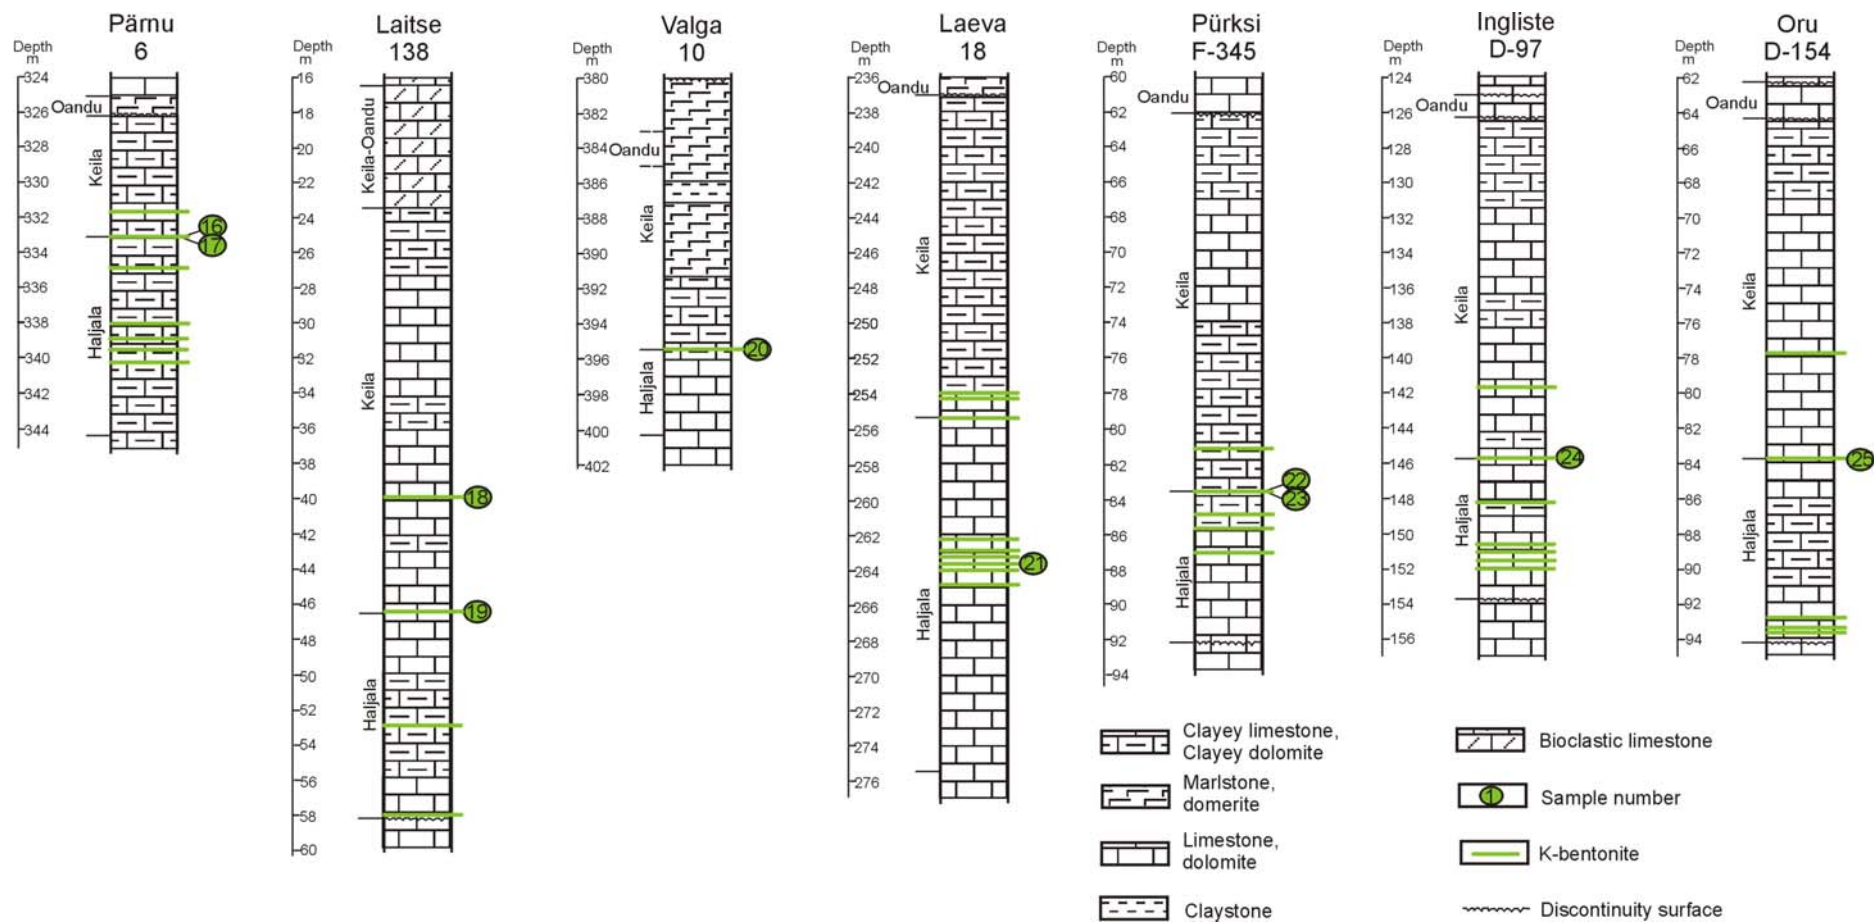 Pärnu
6
Depth
m
324
326
328
330
332
334
336
338
340
342
344
Oandu
Keila
Haljala
16
17
Laitse
138
Depth
m
16
18
20
22
24
26
28
30
92
34
36
38
40
42
44
46
48
50
52
54
56
58
60
Keila-Oandu
Keila
Haljala
18
19
Valga
10
Depth
m
380
382
384
386
388
390
392
394
396
398
400
402
Oandu
Keila
Haljala
20
Laeva
18
Depth
m
236
238
240
242
244
246
248
250
252
254
256
258
260
262
264
266
268
270
272
274
276
Oandu
Keila
Haljala
21
Pürksi
F-345
Depth
m
60
62
64
66
68
70
72
74
76
78
60
82
84
86
88
90
92
94
Oandu
Keila
Haljala
22
23
Ingliste
D-97
Depth
m
124
126
128
130
132
134
136
138
140
142
144
146
148
150
152
154
156
Oandu
Keila
Haljala
24
Oru
D-154
Depth
m
62
64
66
68
70
72
74
76
78
60
82
84
86
88
90
92
94
Oandu
Keila
Haljala
25
Clayey limestone,
Clayey dolomite
Marlstone,
domerite
Limestone,
dolomite
Claystone
Bioclastic limestone
1
Sample number
K-bentonite
Discontinuity surface